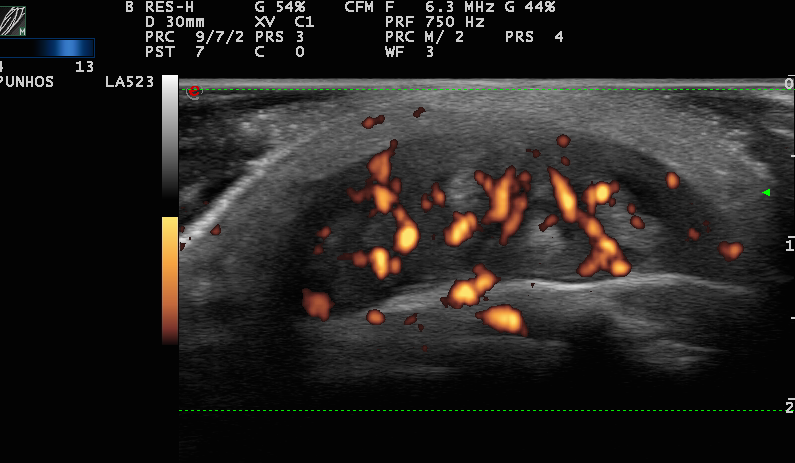 B RES-H G 54% CFM F 6.3 MHz G 44%
D 30mm XV C1 PRF 750 Hz
PRC 9/7/2 PRS 3 PRC M/ 2 PRS 4
PST 7 C 0 WF 3
M
4 13
PUNHOS LA523
0
1
2